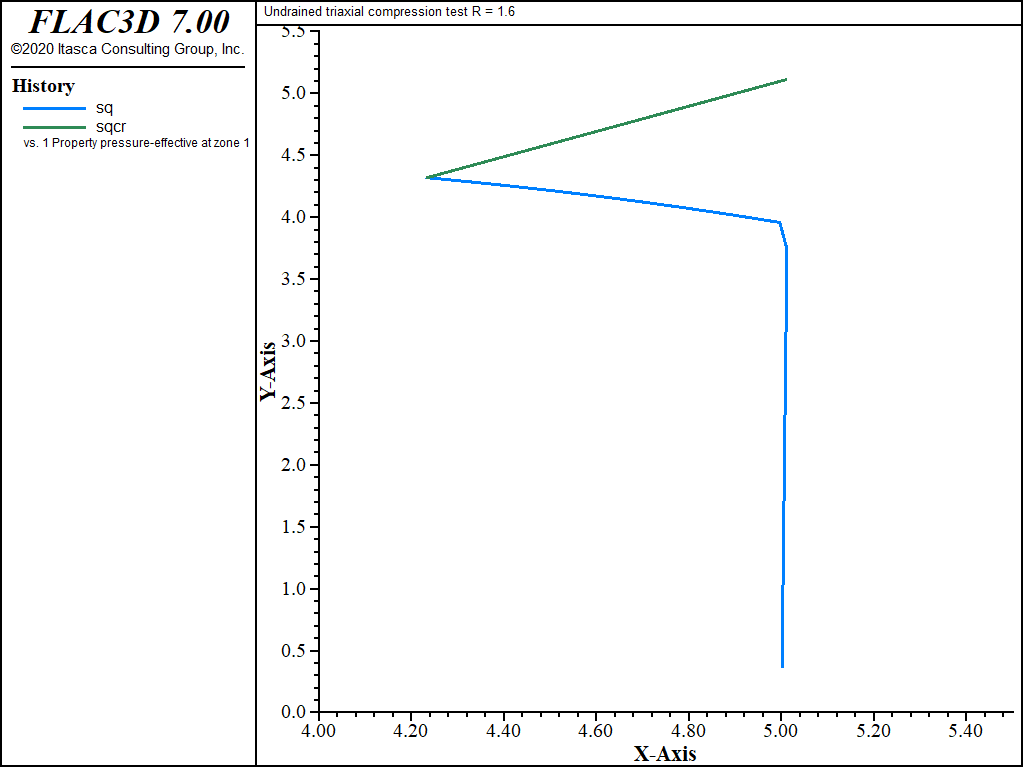 FLAC3D 7.00
©2020 Itasca Consulting Group, Inc.
History
sq
sqcr
vs. 1 Property pressure-effective at zone 1
Undrained triaxial compression test R = 1.6
5.5
5.0
4.5
4.0
3.5
3.0
2.5
2.0
1.5
1.0
0.5
0.0
Y-Axis
4.00 4.20 4.40 4.60 4.80 5.00 5.20 5.40
X-Axis